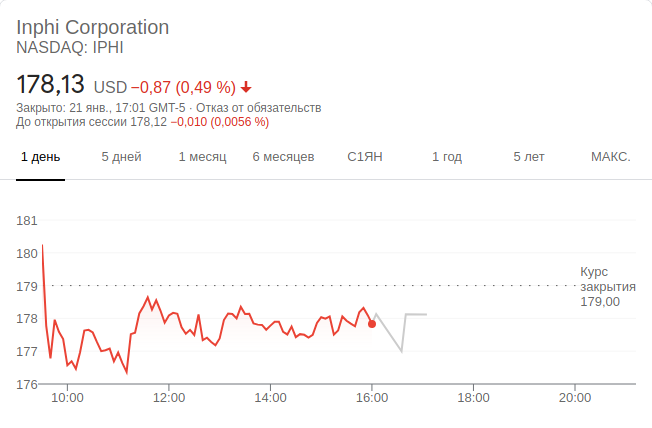 Inphi Corporation
NASDAQ: IPHI
178,13 USD −0,87 (0,49 %)
Закрыто: 21 янв., 17:01 GMT-5 · Отказ от обязательств
До открытия сессии 178,12 −0,010 (0,0056 %)
1 день 5 дней 1 месяц 6 месяцев С1ЯН 1 год 5 лет МАКС.
181
180
179
178
177
176
Курс
закрытия
179,00
10:00 12:00 14:00 16:00 18:00 20:00